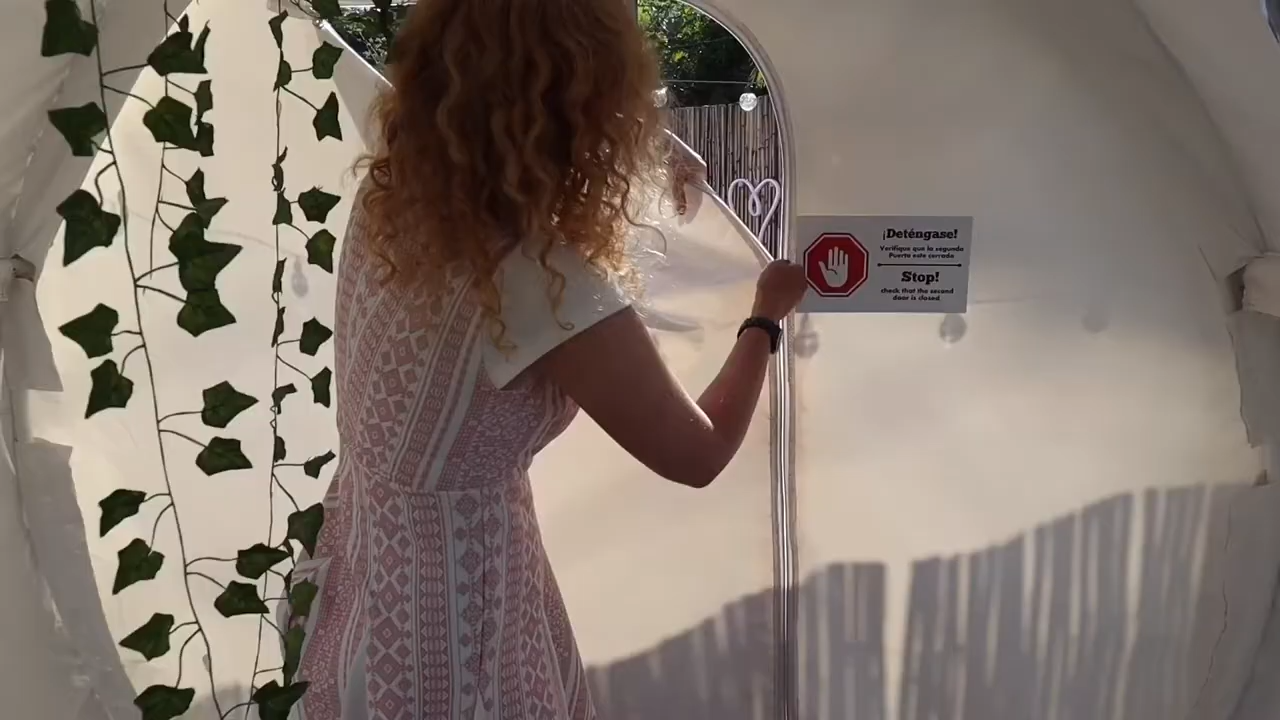 ¡Deténgase!
Verifique que la segunda
Puerta este cerrada
Stop!
check that the second
door is closed